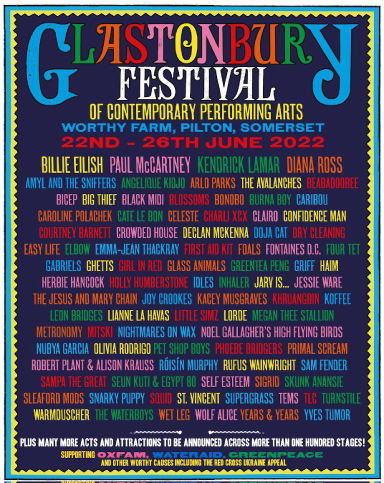 GLASTONBURY
FESTIVAL
OF CONTEMPORARY PERFORMING ARTS
WORTHY FARM, PILTON, SOMERSET
22ND - 26TH JUNE 2022
BILLIE EILISH PAUL McCARTNEY KENDRICK LAMAR DIANA ROSS
AMYL AND THE SNIFFERS ANGELIQUE KIDJO ARLO PARKS THE AVALANCHES BEABADOOBEE
BICEP BIG THIEF BLACK MIDI BLOSSOMS BONOBO BURNA BOY CARIBOU
CAROLINE POLACHEK CATE LE BON CELESTE CHARLI XCX CLAIRO CONFIDENCE MAN
COURTNEY BARNETT CROWDED HOUSE DECLAN MCKENNA DOJA CAT DRY CLEANING
EASY LIFE ELBOW EMMA-JEAN THACKRAY FIRST AID KIT FOALS FONTAINES D.C. FOUR TET
GABRIELS GHETTS GIRL IN RED GLASS ANIMALS GREENTEA PENG GRIFF HAIM
HERBIE HANCOCK HOLLY HUMBERSTONE IDLES INHALER JARV IS... JESSIE WARE
THE JESUS AND MARY CHAIN JOY CROOKES KACEY MUSGRAVES KHRUANGBIN KOFFEE
LEON BRIDGES LIANNE LA HAVAS LITTLE SIMZ LORDE MEGAN THEE STALLION
METRONOMY MITSKI NIGHTMARES ON WAX NOEL GALLAGHER'S HIGH FLYING BIRDS
NUBYA GARCIA OLIVIA RODRIGO PET SHOP BOYS PHOEBE BRIDGERS PRIMAL SCREAM
ROBERT PLANT & ALISON KRAUSS RÓISÍN MURPHY RUFUS WAINWRIGHT SAM FENDER
SAMPA THE GREAT SEUN KUTI & EGYPT 80 SELF ESTEEM SIGRID SKUNK ANANSIE
SLEAFORD MODS SNARKY PUPPY SQUID ST. VINCENT SUPERGRASS TEMS TLC TURNSTILE
WARMDUSCHER THE WATERBOYS WET LEG WOLF ALICE YEARS & YEARS YVES TUMOR
PLUS MANY MORE ACTS AND ATTRACTIONS TO BE ANNOUNCED ACROSS MORE THAN ONE HUNDRED STAGES!
SUPPORTING OXFAM, WATERAID, GREENPEACE
AND OTHER WORTHY CAUSES INCLUDING THE RED CROSS UKRAINE APPEAL